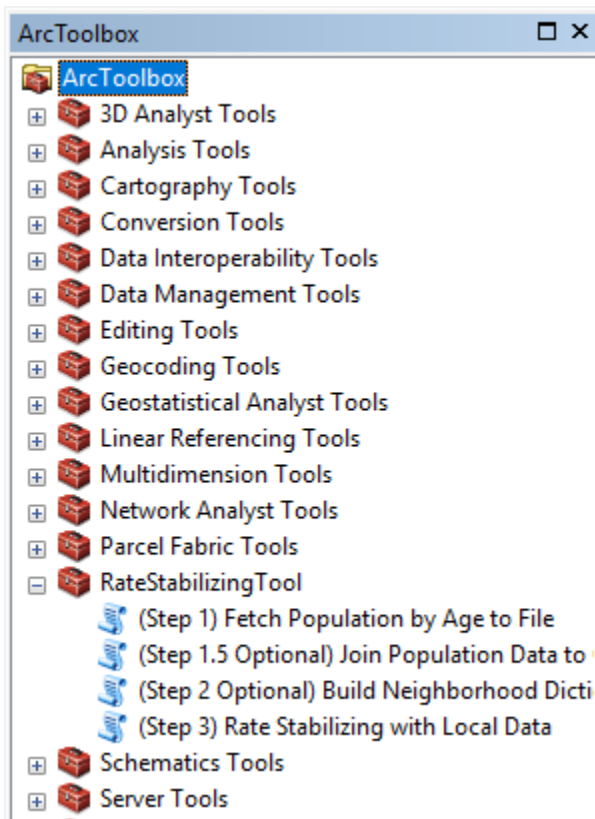 ArcToolbox
ArcToolbox
3D Analyst Tools
Analysis Tools
Cartography Tools
Conversion Tools
Data Interoperability Tools
Data Management Tools
Editing Tools
Geocoding Tools
Geostatistical Analyst Tools
Linear Referencing Tools
Multidimension Tools
Network Analyst Tools
Parcel Fabric Tools
RateStabilizingTool
(Step 1) Fetch Population by Age to File
(Step 1.5 Optional) Join Population Data to
(Step 2 Optional) Build Neighborhood Dicti
(Step 3) Rate Stabilizing with Local Data
Schematics Tools
Server Tools